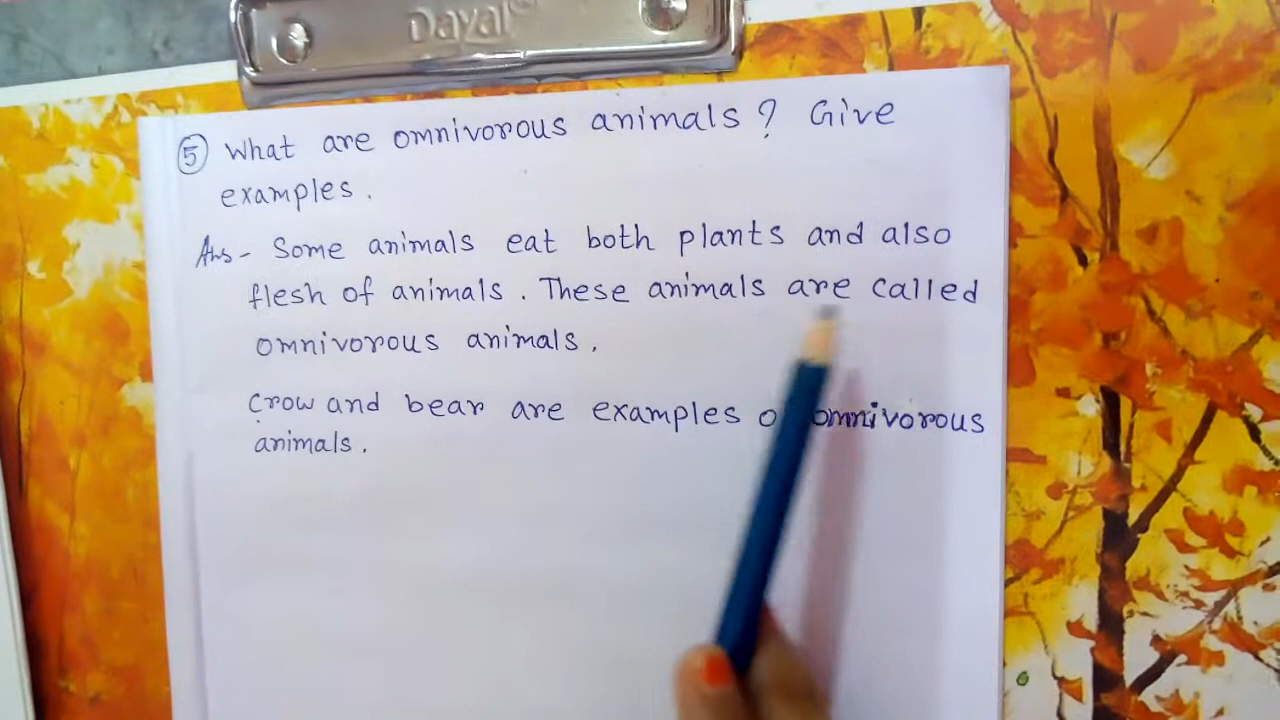 Dayal
⑤ What are omnivorous animals? Give
examples.
Ans - Some animals eat both plants and also
flesh of animals. These animals are called
omnivorous animals.
Crow and bear are examples o omnivorous
animals.